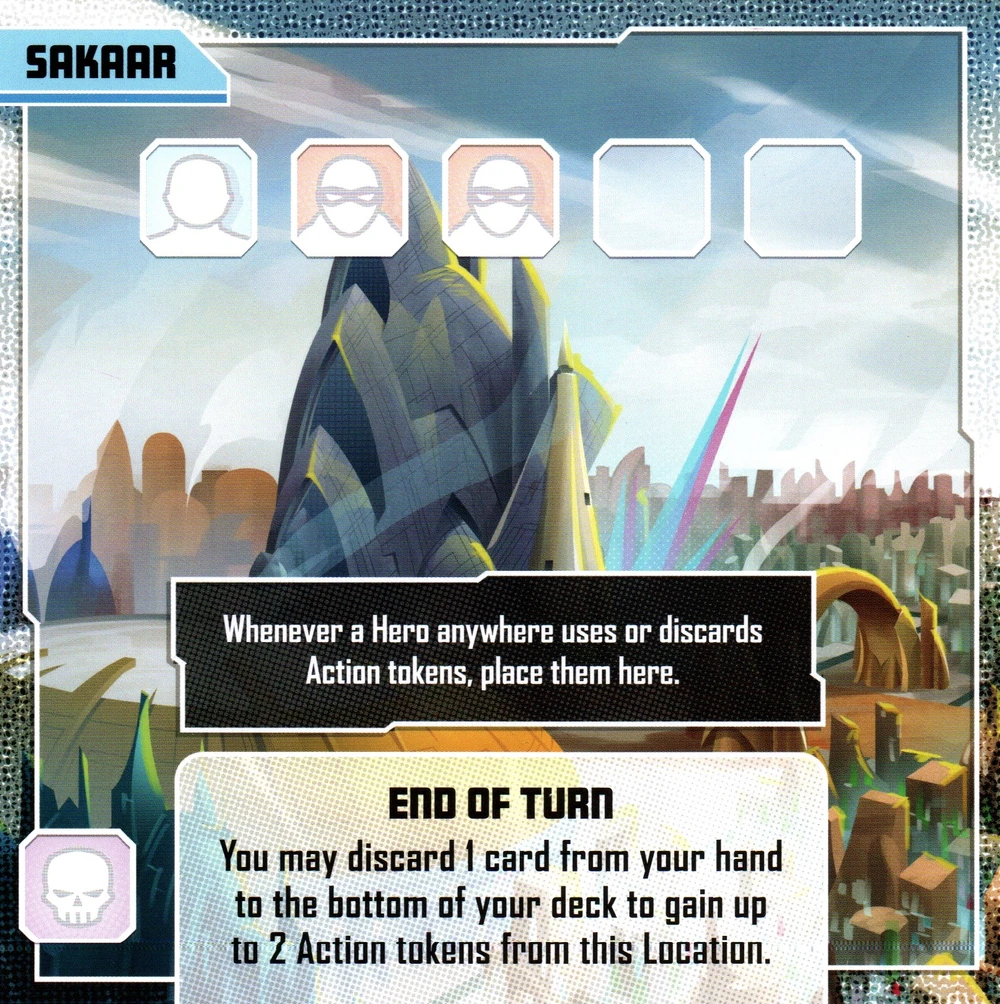 SAKAAR
Whenever a Hero anywhere uses or discards
Action tokens, place them here.
END OF TURN
You may discard 1 card from your hand
to the bottom of your deck to gain up
to 2 Action tokens from this Location.